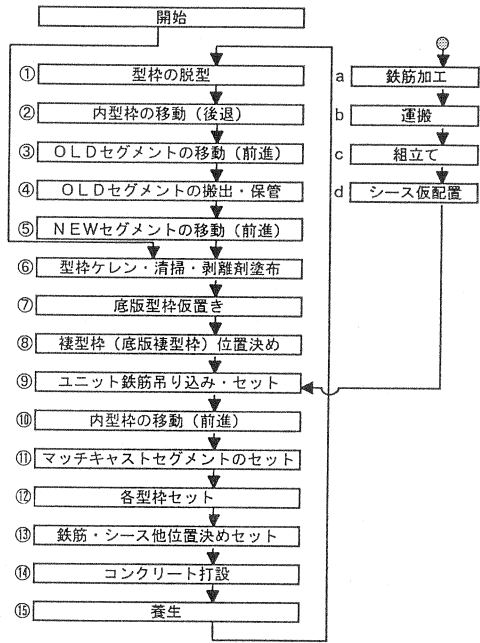 開始
① 型枠の脱型
② 内型枠の移動(後退)
③ OLDセグメントの移動(前進)
④ OLDセグメントの搬出・保管
⑤ NEWセグメントの移動(前進)
⑥ 型枠ケレン・清掃・剥離剤塗布
⑦ 底版型枠仮置き
⑧ 褄型枠(底版褄型枠)位置決め
⑨ ユニット鉄筋吊り込み・セット
⑩ 内型枠の移動(前進)
⑪ マッチキャストセグメントのセット
⑫ 各型枠セット
⑬ 鉄筋・シース他位置決めセット
⑭ コンクリート打設
⑮ 養生
a 鉄筋加工
b 運搬
c 組立て
d シース仮配置